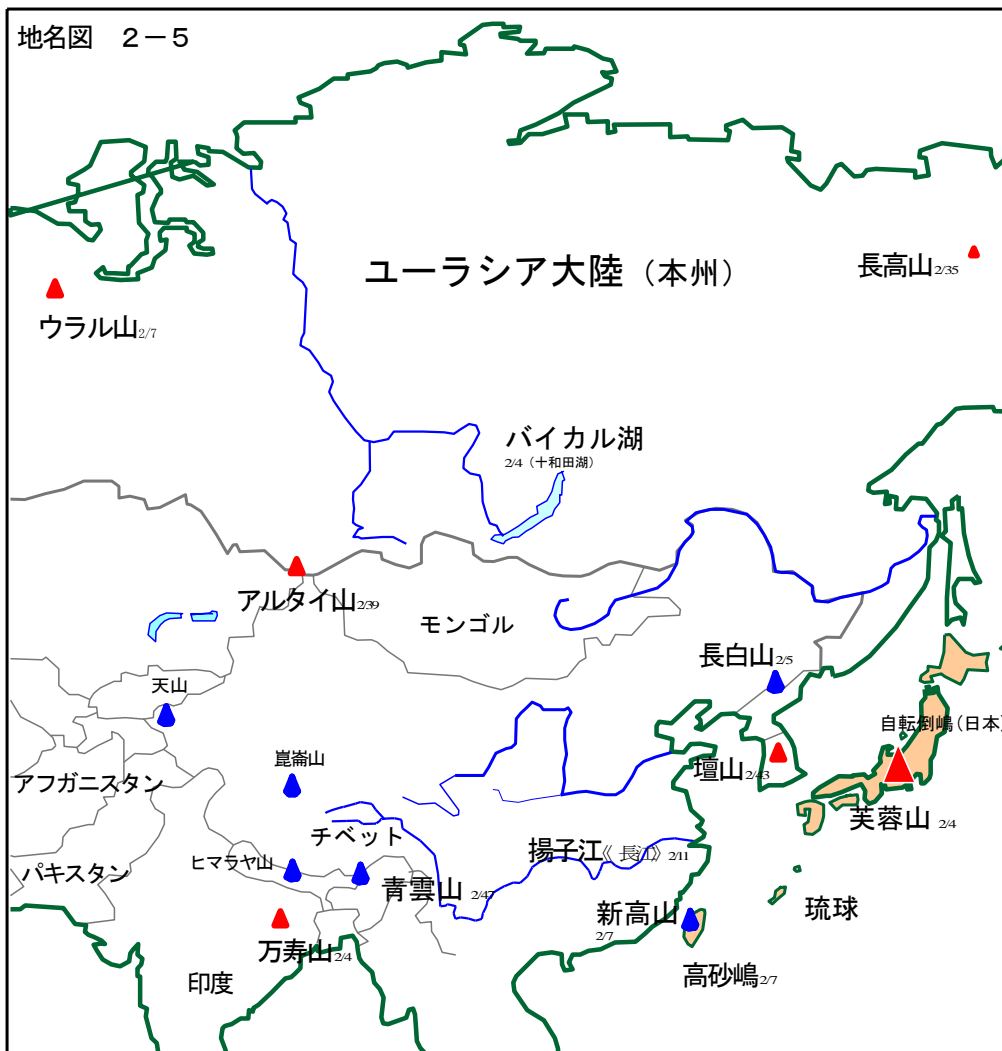 地名図 2－5
ユーラシア大陸（本州）
長高山2/35
ウラル山2/7
バイカル湖
2/4（十和田湖）
アルタイ山2/39
モンゴル
長白山2/5
天山
自転倒嶋(日本)
崑崙山
壇山2/43
アフガニスタン
芙蓉山 2/4
チベット
揚子江《長江》2/11
ヒマラヤ山
パキスタン
青雲山 2/47
新高山
2/7
琉球
万寿山2/4
印度
高砂嶋2/7